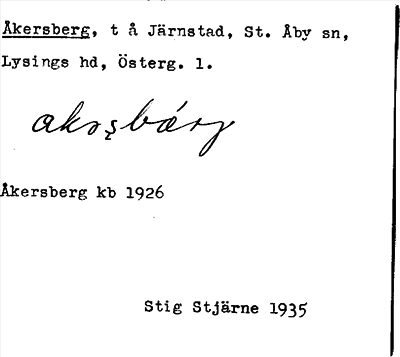 Åkersberg, t å Järnstad, St. Åby sn,
Lysings hd, Österg. l.
Åkersberg kb 1926
Stig Stjärne 1935